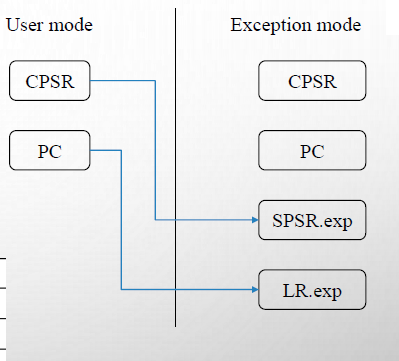 User mode
Exception mode
CPSR
CPSR
PC
PC
SPSR.exp
LR.exp